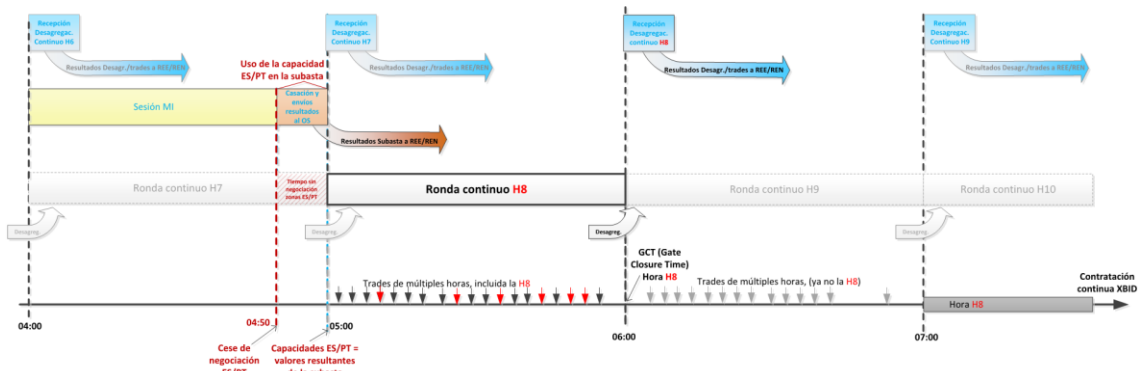 Recepción
Desagregac.
Continuo H6
Recepción
Desagregac.
Continuo H7
Recepción
Desagregac.
continuo H8
Recepción
Desagregac.
Continuo H9
Resultados Desagr./trades a REE/REN
Uso de la capacidad
ES/PT en la subasta
Resultados Desagr./trades a REE/REN
Resultados Desagr./trades a REE/REN
Resultados Desagr./trades a REE/REN
Sesión MI
Casación y
envíos
resultados
al OS
Resultados Subasta a REE/REN
Ronda continuo H7
Tiempo sin
negociación
zonas ES/PT
Ronda continuo H8
Ronda continuo H9
Ronda continuo H10
Desagreg.
Desagreg.
Desagreg.
Desagreg.
GCT (Gate
Closure Time)
Hora H8
Trades de múltiples horas, incluida la H8
Trades de múltiples horas, (ya no la H8)
Contratación
continua XBID
Hora H8
04:00
04:50
05:00
06:00
07:00
Cese de
negociación
ES/PT
Capacidades ES/PT =
valores resultantes
de la subasta